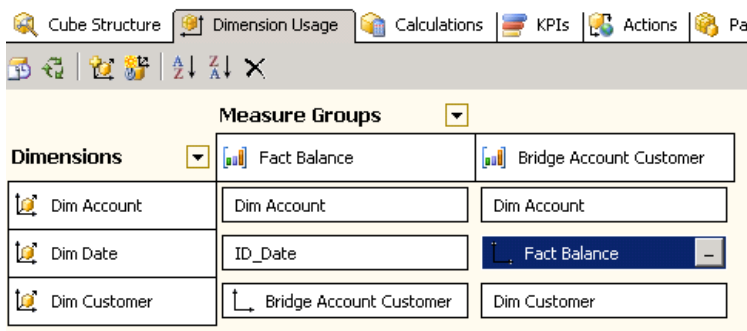 Cube Structure Dimension Usage Calculations KPIs Actions Pa
A Z Z A
Measure Groups
Dimensions Fact Balance Bridge Account Customer
Dim Account Dim Account Dim Account
Dim Date ID_Date Fact Balance ...
Dim Customer Bridge Account Customer Dim Customer